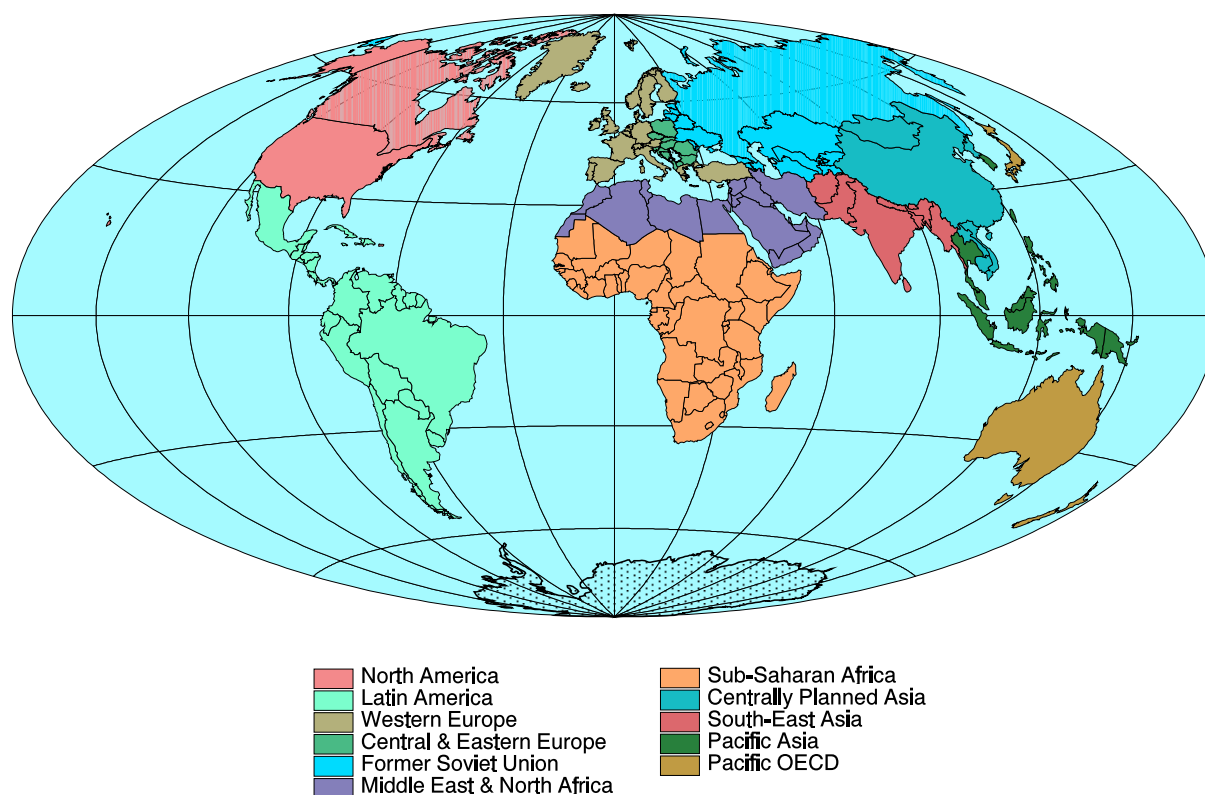 North America
Latin America
Western Europe
Central & Eastern Europe
Former Soviet Union
Middle East & North Africa
Sub-Saharan Africa
Centrally Planned Asia
South-East Asia
Pacific Asia
Pacific OECD